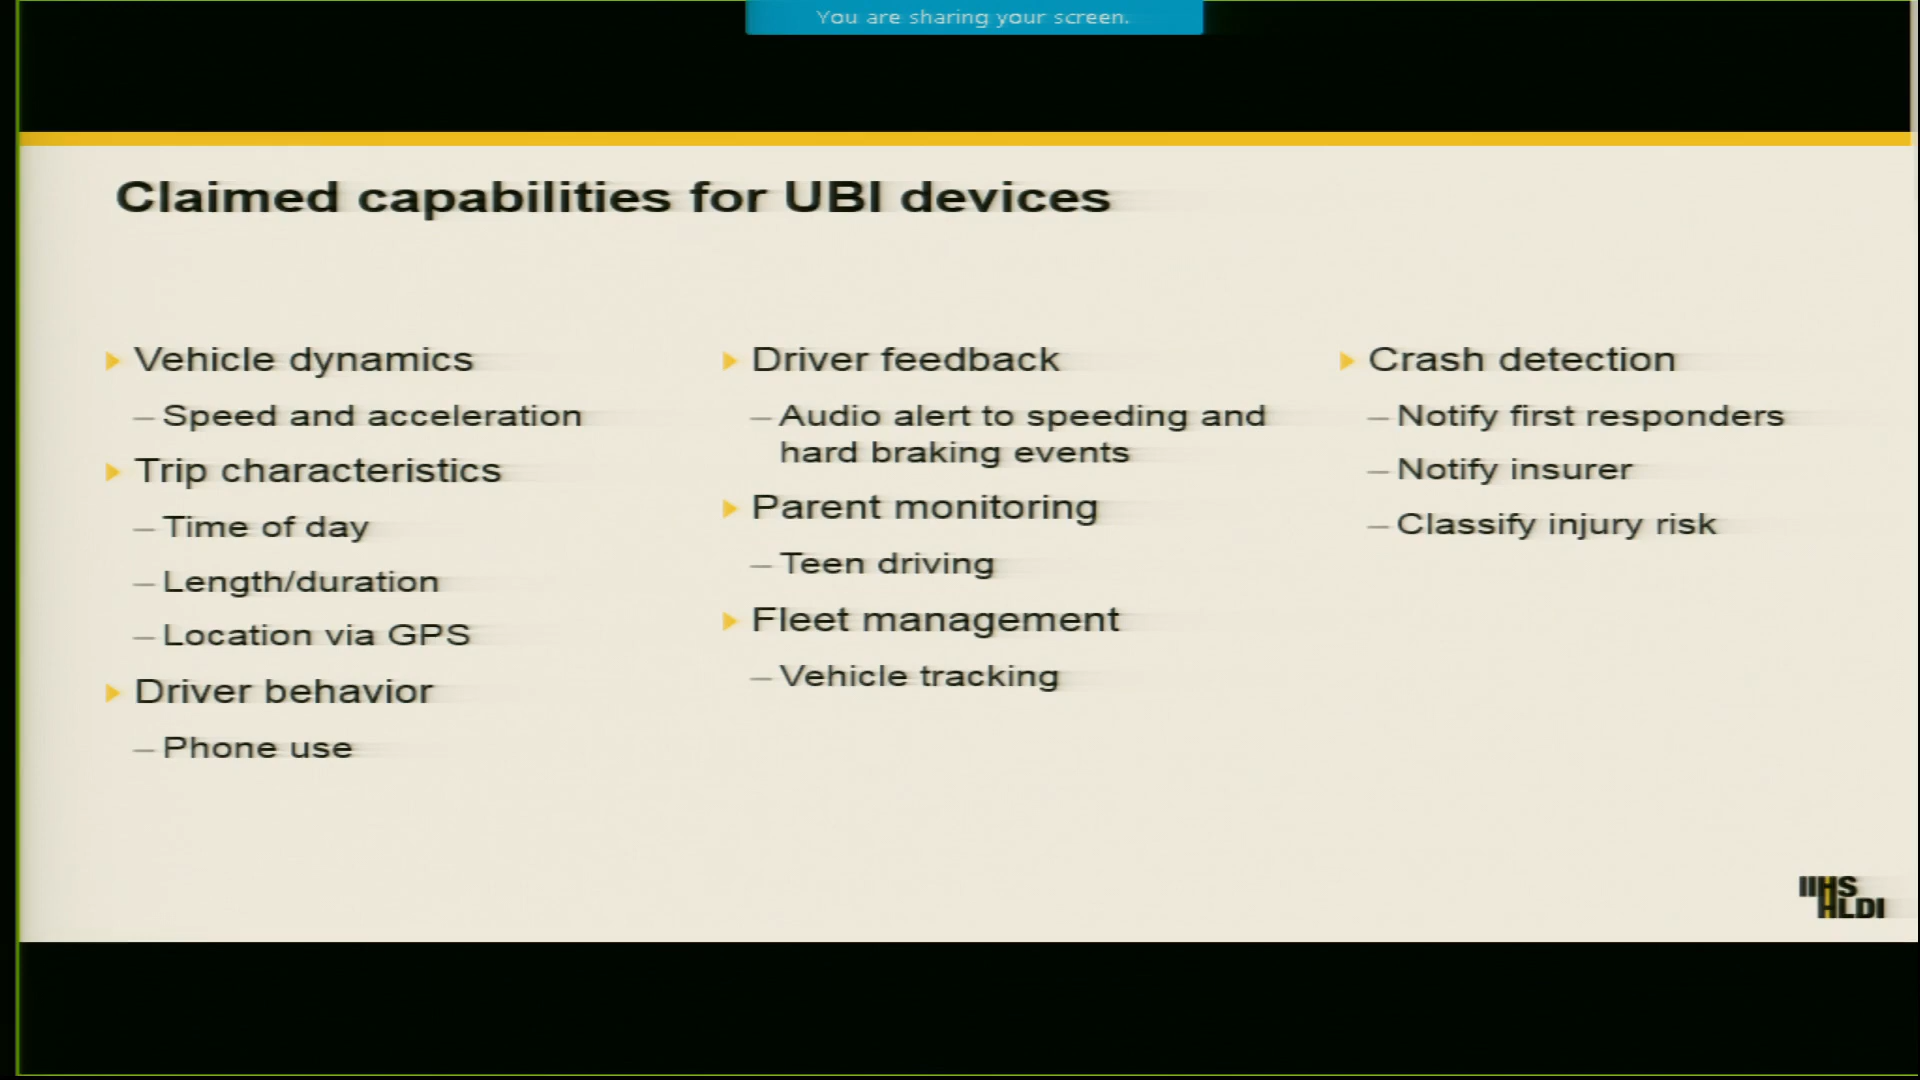 You are sharing your screen.
Claimed capabilities for UBI devices
Vehicle dynamics
– Speed and acceleration
Trip characteristics
– Time of day
– Length/duration
– Location via GPS
Driver behavior
– Phone use
Driver feedback
– Audio alert to speeding and
hard braking events
Parent monitoring
– Teen driving
Fleet management
– Vehicle tracking
Crash detection
– Notify first responders
– Notify insurer
– Classify injury risk
IIHS
HLDI